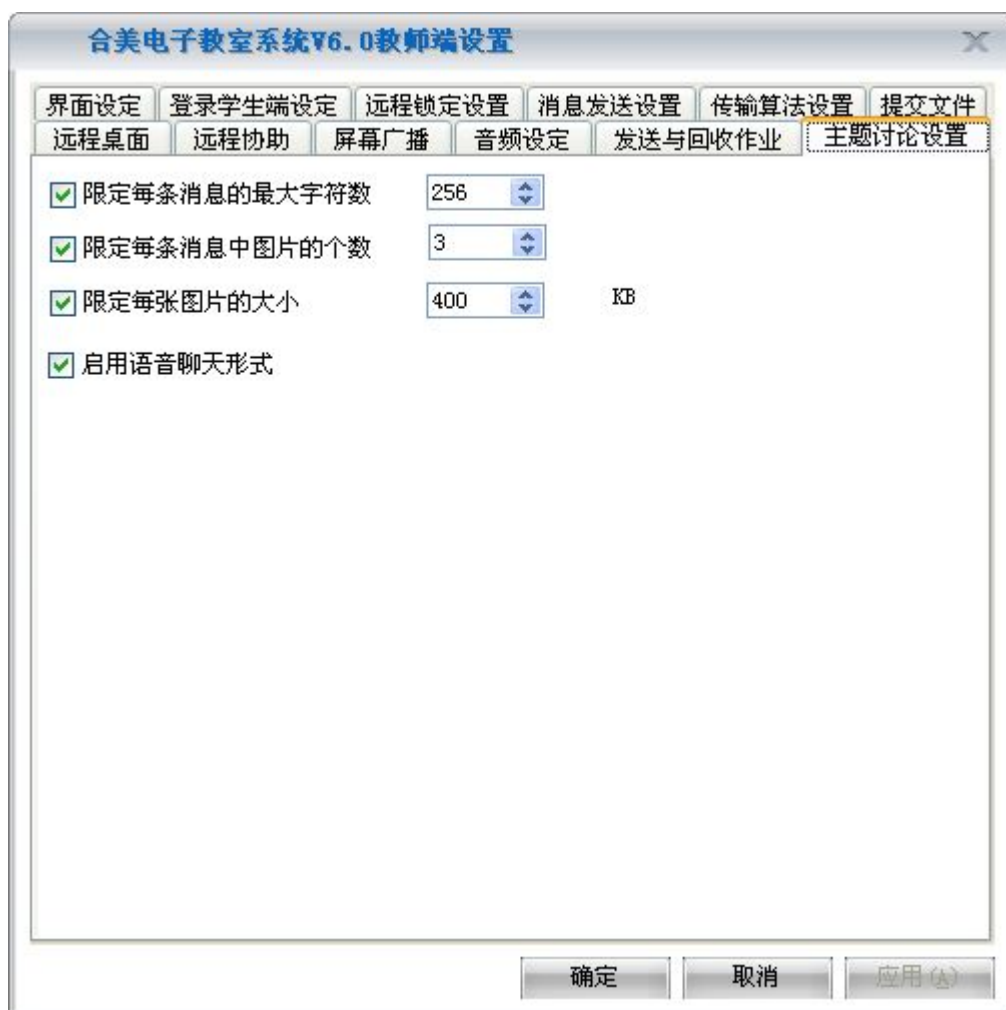 合美电子教室系统V6.0教师端设置
界面设定 登录学生端设定 远程锁定设置 消息发送设置 传输算法设置 提交文件
远程桌面 远程协助 屏幕广播 音频设定 发送与回收作业 主题讨论设置
限定每条消息的最大字符数 256
限定每条消息中图片的个数 3
限定每张图片的大小 400 KB
启用语音聊天形式
确定 取消 应用(A)